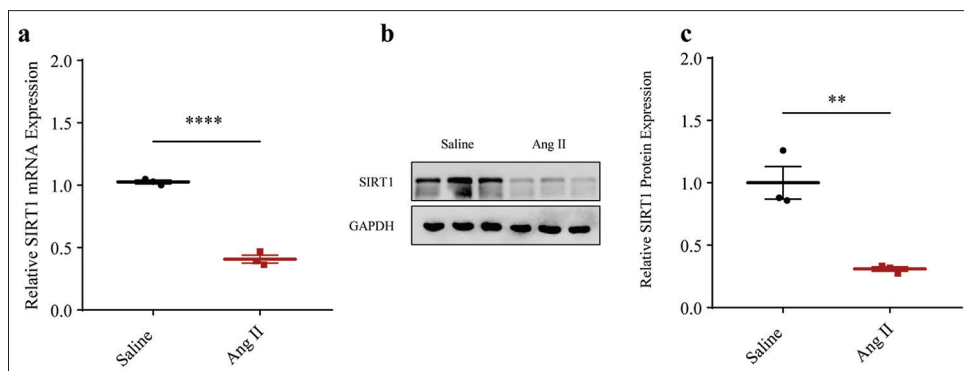 a
Relative SIRT1 mRNA Expression
2.0
1.5
1.0
0.5
0.0
****
Saline
Ang II
b
Saline Ang II
SIRT1
GAPDH
c
Relative SIRT1 Protein Expression
2.0
1.5
1.0
0.5
0.0
**
Saline
Ang II